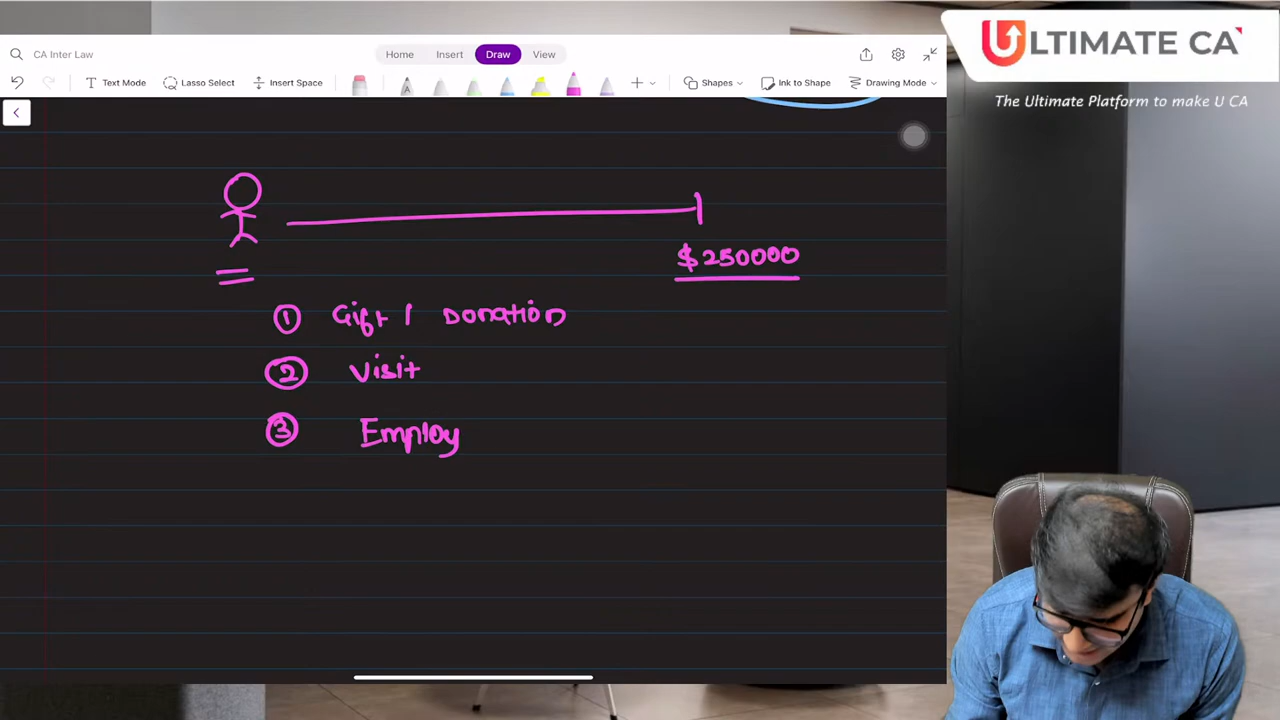 CA Inter Law
Home Insert Draw View
Text Mode Lasso Select Insert Space Shapes Ink to Shape Drawing Mode
ULTIMATE CA
The Ultimate Platform to make U CA
$250000
① Gift / Donation
② Visit
③ Employ